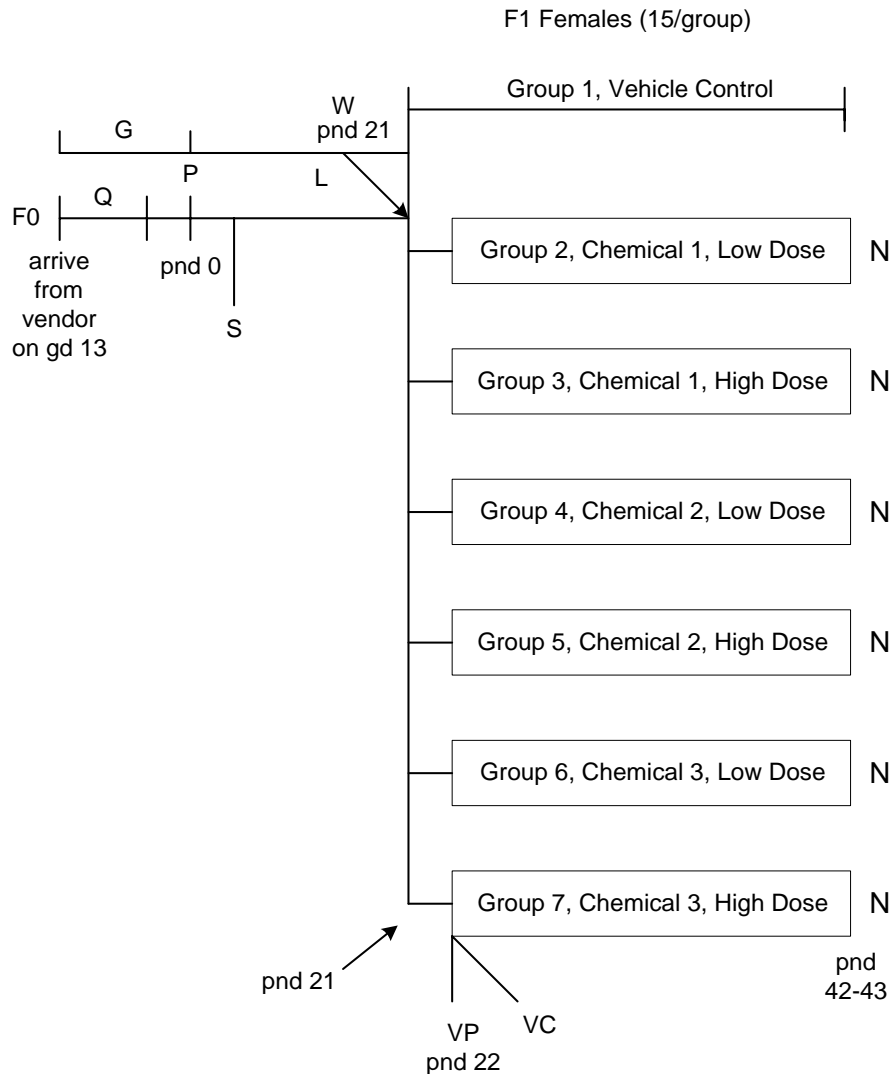 F1 Females (15/group)
Group 1, Vehicle Control
W
pnd 21
G
P
L
Q
F0
arrive
from
vendor
on gd 13
pnd 0
S
Group 2, Chemical 1, Low Dose
N
Group 3, Chemical 1, High Dose
N
Group 4, Chemical 2, Low Dose
N
Group 5, Chemical 2, High Dose
N
Group 6, Chemical 3, Low Dose
N
Group 7, Chemical 3, High Dose
N
pnd 21
pnd
42-43
VP
pnd 22
VC